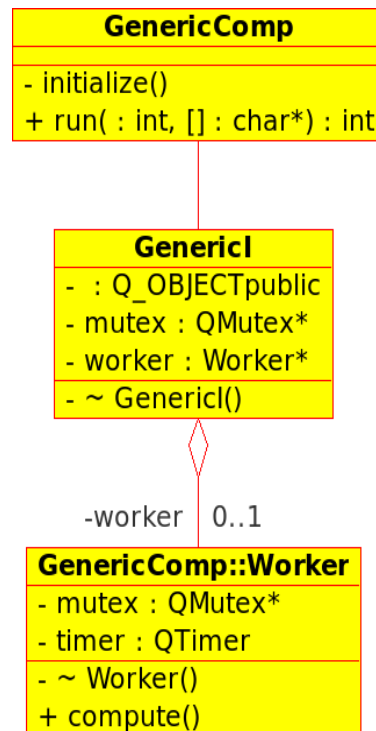 GenericComp
- initialize()
+ run( : int, [] : char*) : int
GenericI
- : Q_OBJECTpublic
- mutex : QMutex*
- worker : Worker*
- ~ GenericI()
-worker 0..1
GenericComp::Worker
- mutex : QMutex*
- timer : QTimer
- ~ Worker()
+ compute()